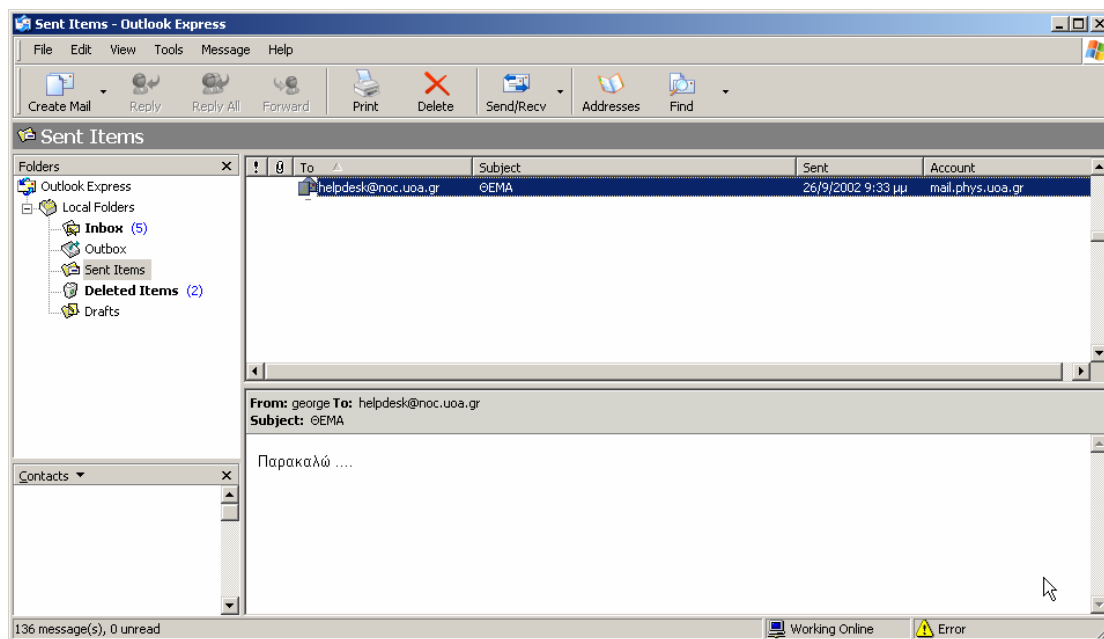 Sent Items - Outlook Express
File Edit View Tools Message Help
Create Mail Reply Reply All Forward Print Delete Send/Recv Addresses Find
Sent Items
Folders
! To Subject Sent Account
helpdesk@noc.uoa.gr ΘΕΜΑ 26/9/2002 9:33 μμ mail.phys.uoa.gr
Outlook Express
Local Folders
Inbox (5)
Outbox
Sent Items
Deleted Items (2)
Drafts
From: george To: helpdesk@noc.uoa.gr
Subject: ΘΕΜΑ
Παρακαλώ ....
Contacts
136 message(s), 0 unread Working Online Error